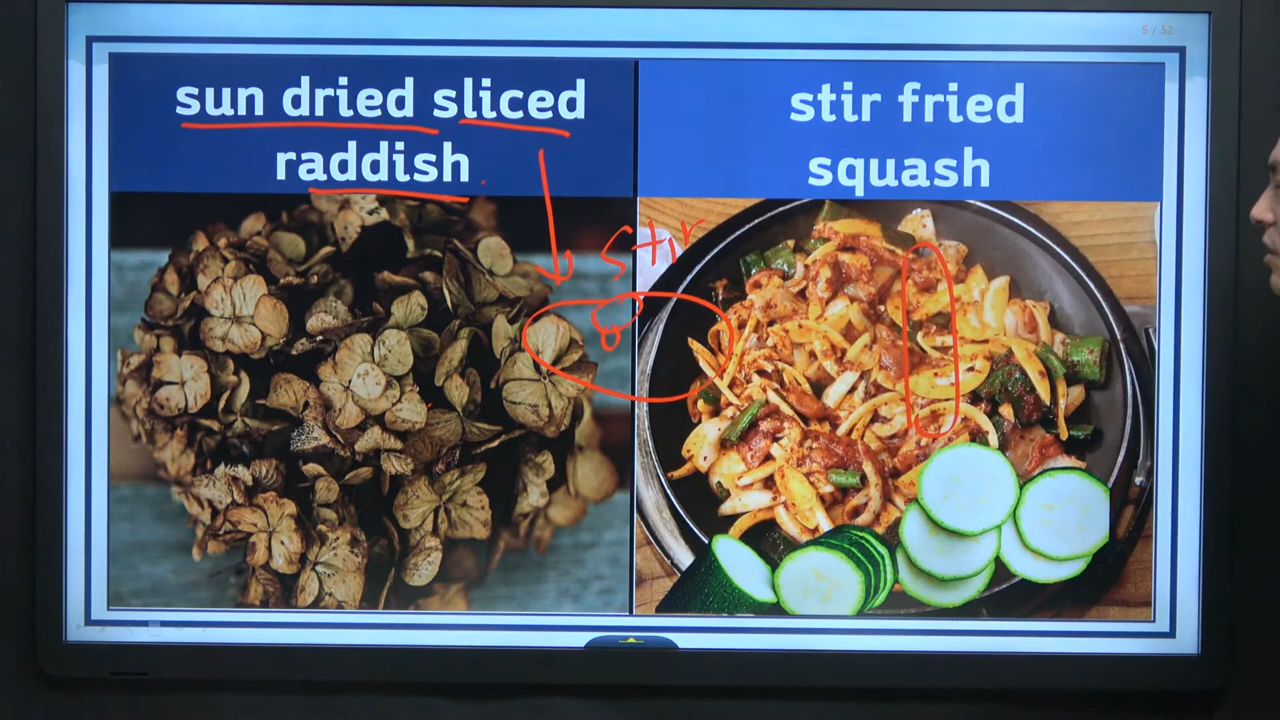 5 / 52
sun dried sliced
raddish
stir fried
squash
stir